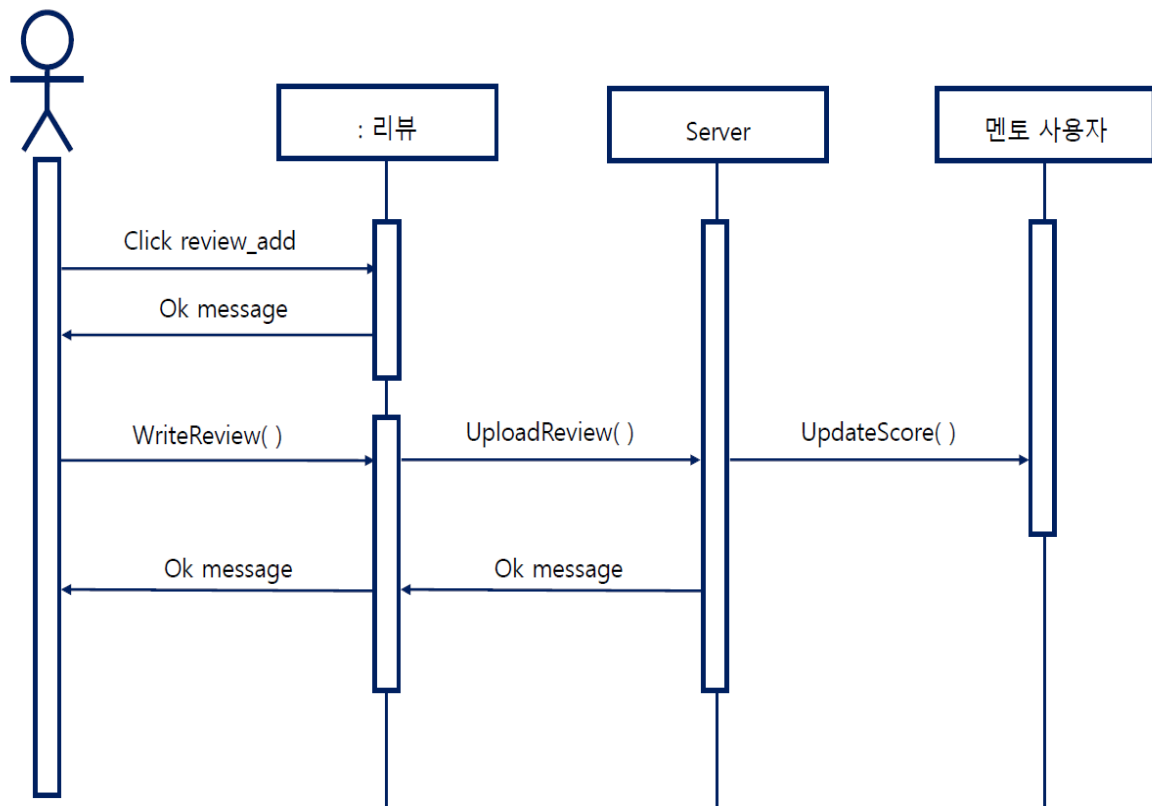 : 리뷰
Server
멘토 사용자
Click review_add
Ok message
WriteReview( )
UploadReview( )
UpdateScore( )
Ok message
Ok message